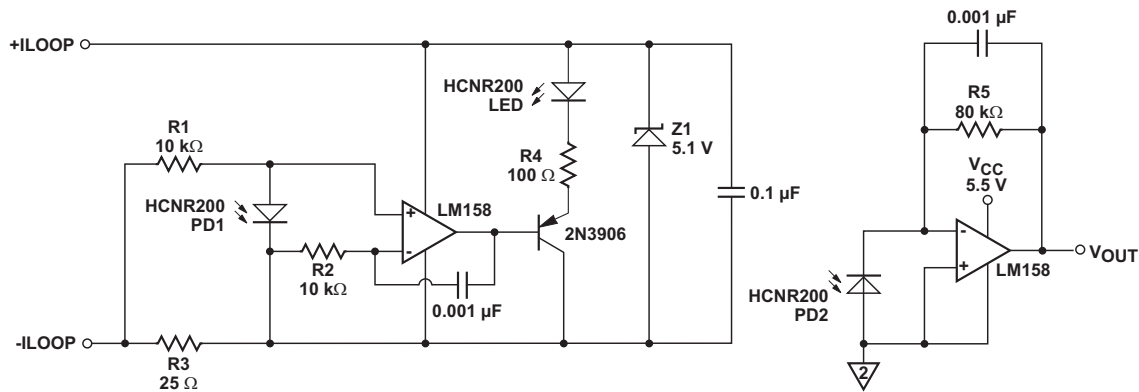 +ILOOP
-ILOOP
R1
10 kΩ
HCNR200
PD1
R2
10 kΩ
R3
25 Ω
+
-
LM158
0.001 µF
HCNR200
LED
R4
100 Ω
2N3906
Z1
5.1 V
0.1 µF
0.001 µF
R5
80 kΩ
VCC
5.5 V
-
+
LM158
VOUT
HCNR200
PD2
2